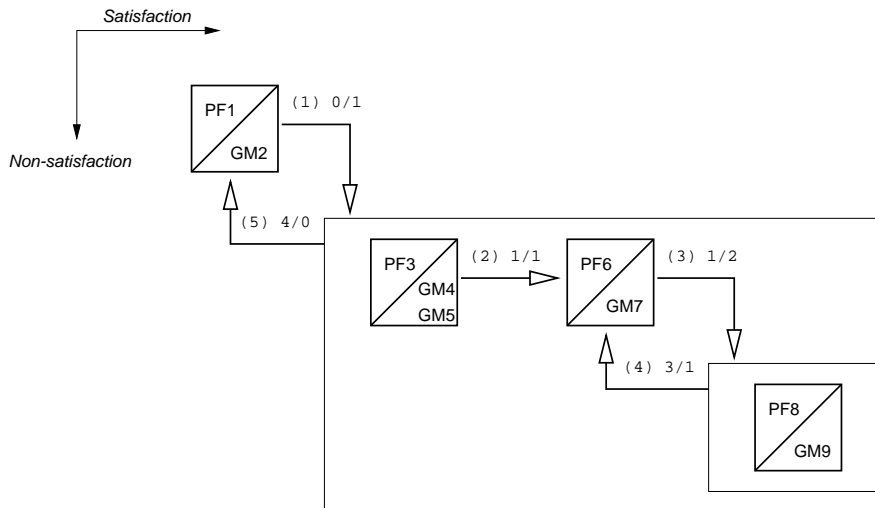 Satisfaction
Non-satisfaction
PF1
GM2
(1) 0/1
(5) 4/0
PF3
GM4
GM5
(2) 1/1
PF6
GM7
(3) 1/2
(4) 3/1
PF8
GM9